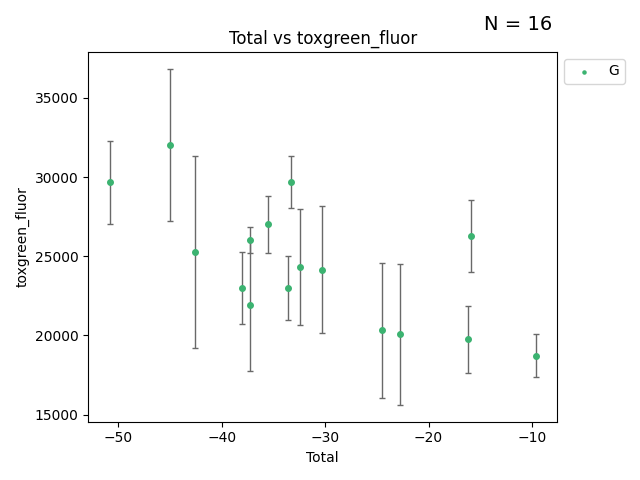 N = 16
Total vs toxgreen_fluor
G
35000
30000
25000
20000
15000
toxgreen_fluor
−50 −40 −30 −20 −10
Total